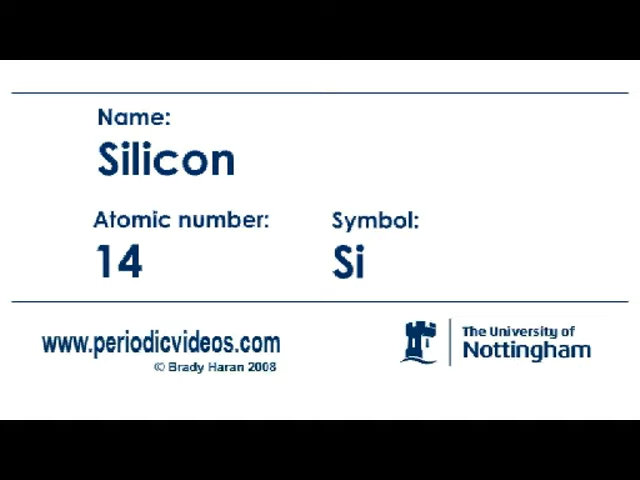 Name:
Silicon
Atomic number:
Symbol:
14
Si
www.periodicvideos.com
© Brady Haran 2008
The University of
Nottingham